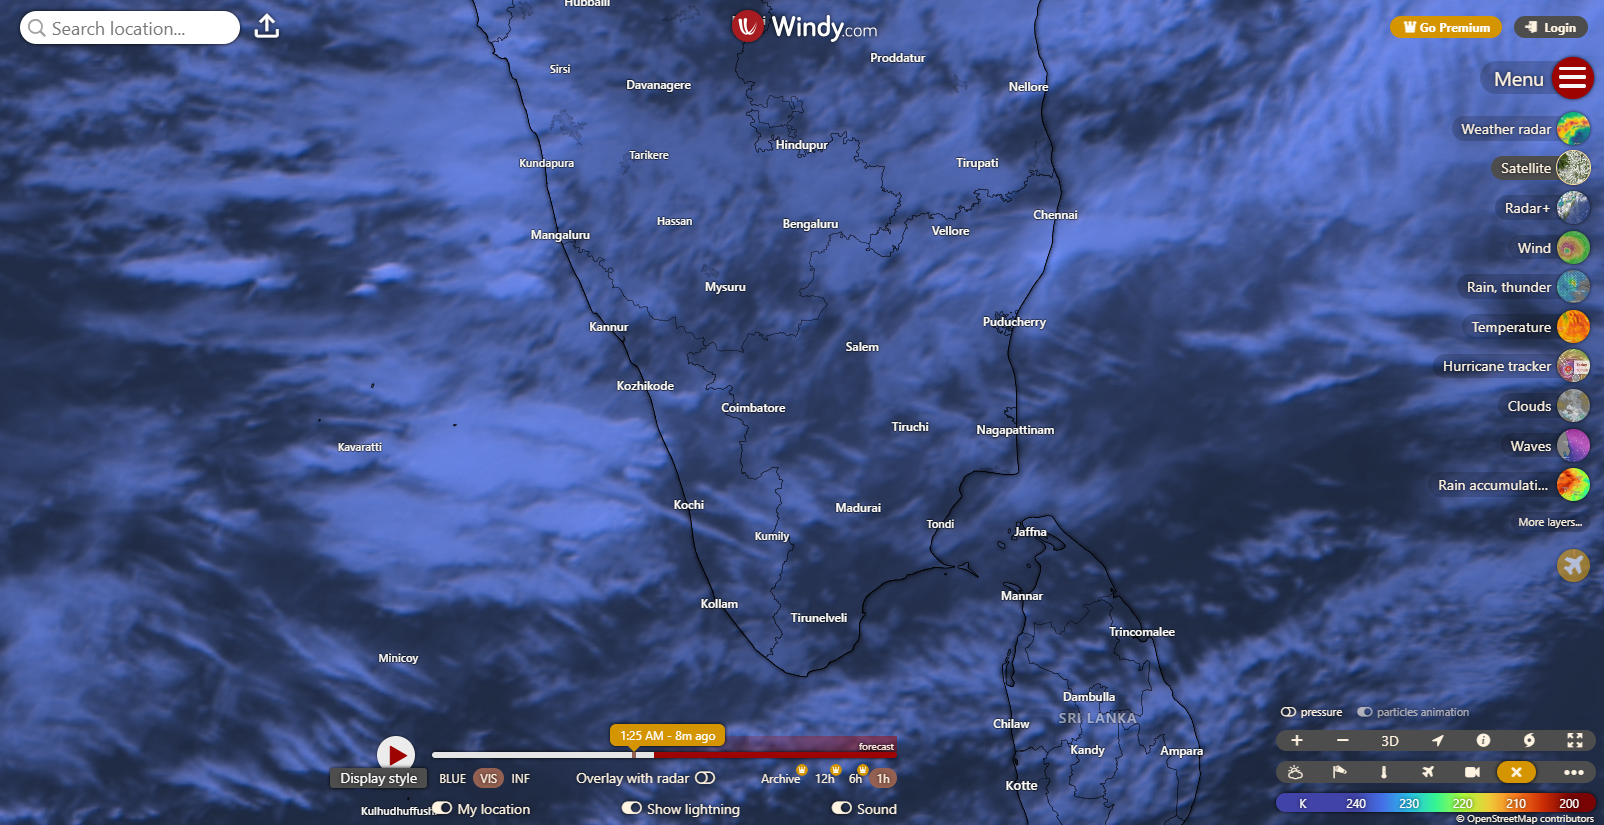 Search location...
Windy.com
Go Premium
Login
Menu
Weather radar
Satellite
Radar+
Wind
Rain, thunder
Temperature
Hurricane tracker
Clouds
Waves
Rain accumulati...
More layers...
Hubballi
Sirsi
Davanagere
Proddatur
Nellore
Kundapura
Tarikere
Hindupur
Tirupati
Mangaluru
Hassan
Bengaluru
Vellore
Chennai
Mysuru
Kannur
Salem
Puducherry
Kozhikode
Coimbatore
Tiruchi
Nagapattinam
Kavaratti
Kochi
Kumily
Madurai
Tondi
Jaffna
Kollam
Tirunelveli
Mannar
Trincomalee
Minicoy
Dambulla
SRI LANKA
Chilaw
Kandy
Ampara
Kotte
Kulhudhuffush
1:25 AM - 8m ago
forecast
Display style
BLUE VIS INF
Overlay with radar
Archive 12h 6h 1h
My location
Show lightning
Sound
pressure
particles animation
3D
K 240 230 220 210 200
© OpenStreetMap contributors